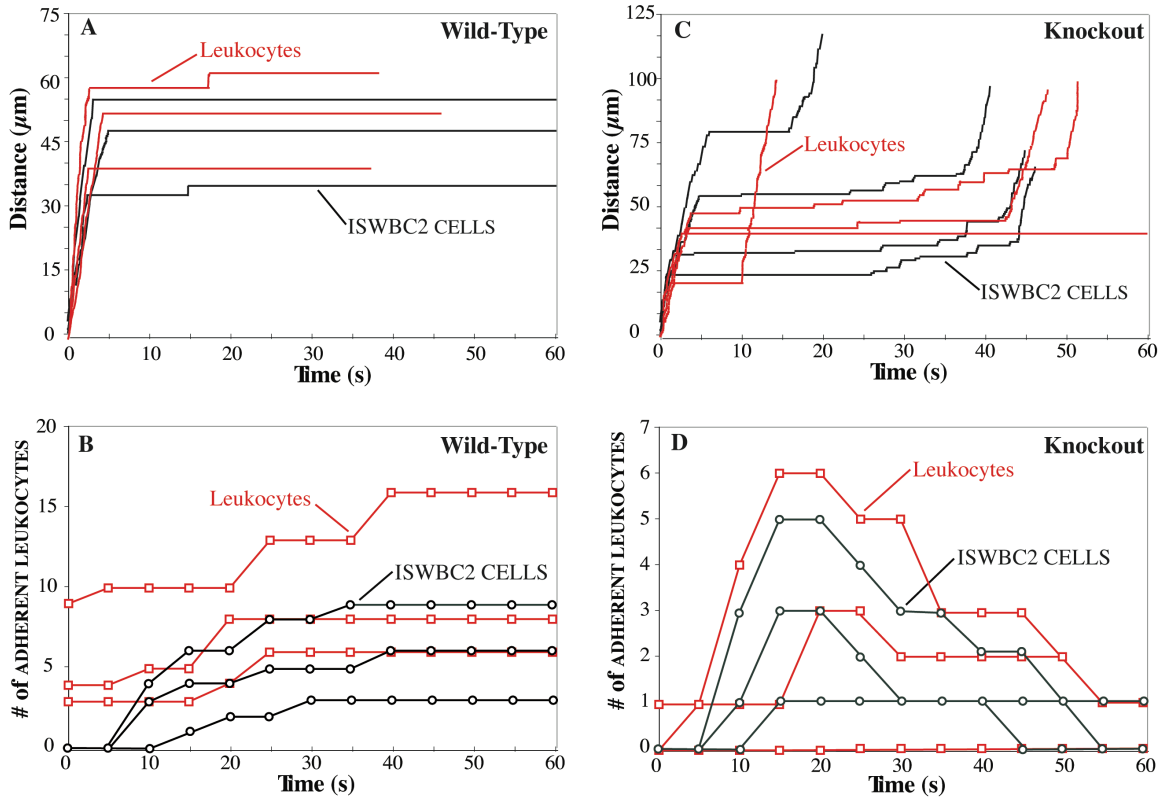 A
Wild-Type
75
60
45
30
15
0
Distance (µm)
Leukocytes
ISWBC2 CELLS
0 10 20 30 40 50 60
Time (s)
C
Knockout
125
100
75
50
25
0
Distance (µm)
Leukocytes
ISWBC2 CELLS
0 10 20 30 40 50 60
Time (s)
B
Wild-Type
20
15
10
5
0
# of ADHERENT LEUKOCYTES
Leukocytes
ISWBC2 CELLS
0 10 20 30 40 50 60
Time (s)
D
Knockout
7
6
5
4
3
2
1
0
# of ADHERENT LEUKOCYTES
Leukocytes
ISWBC2 CELLS
0 10 20 30 40 50 60
Time (s)